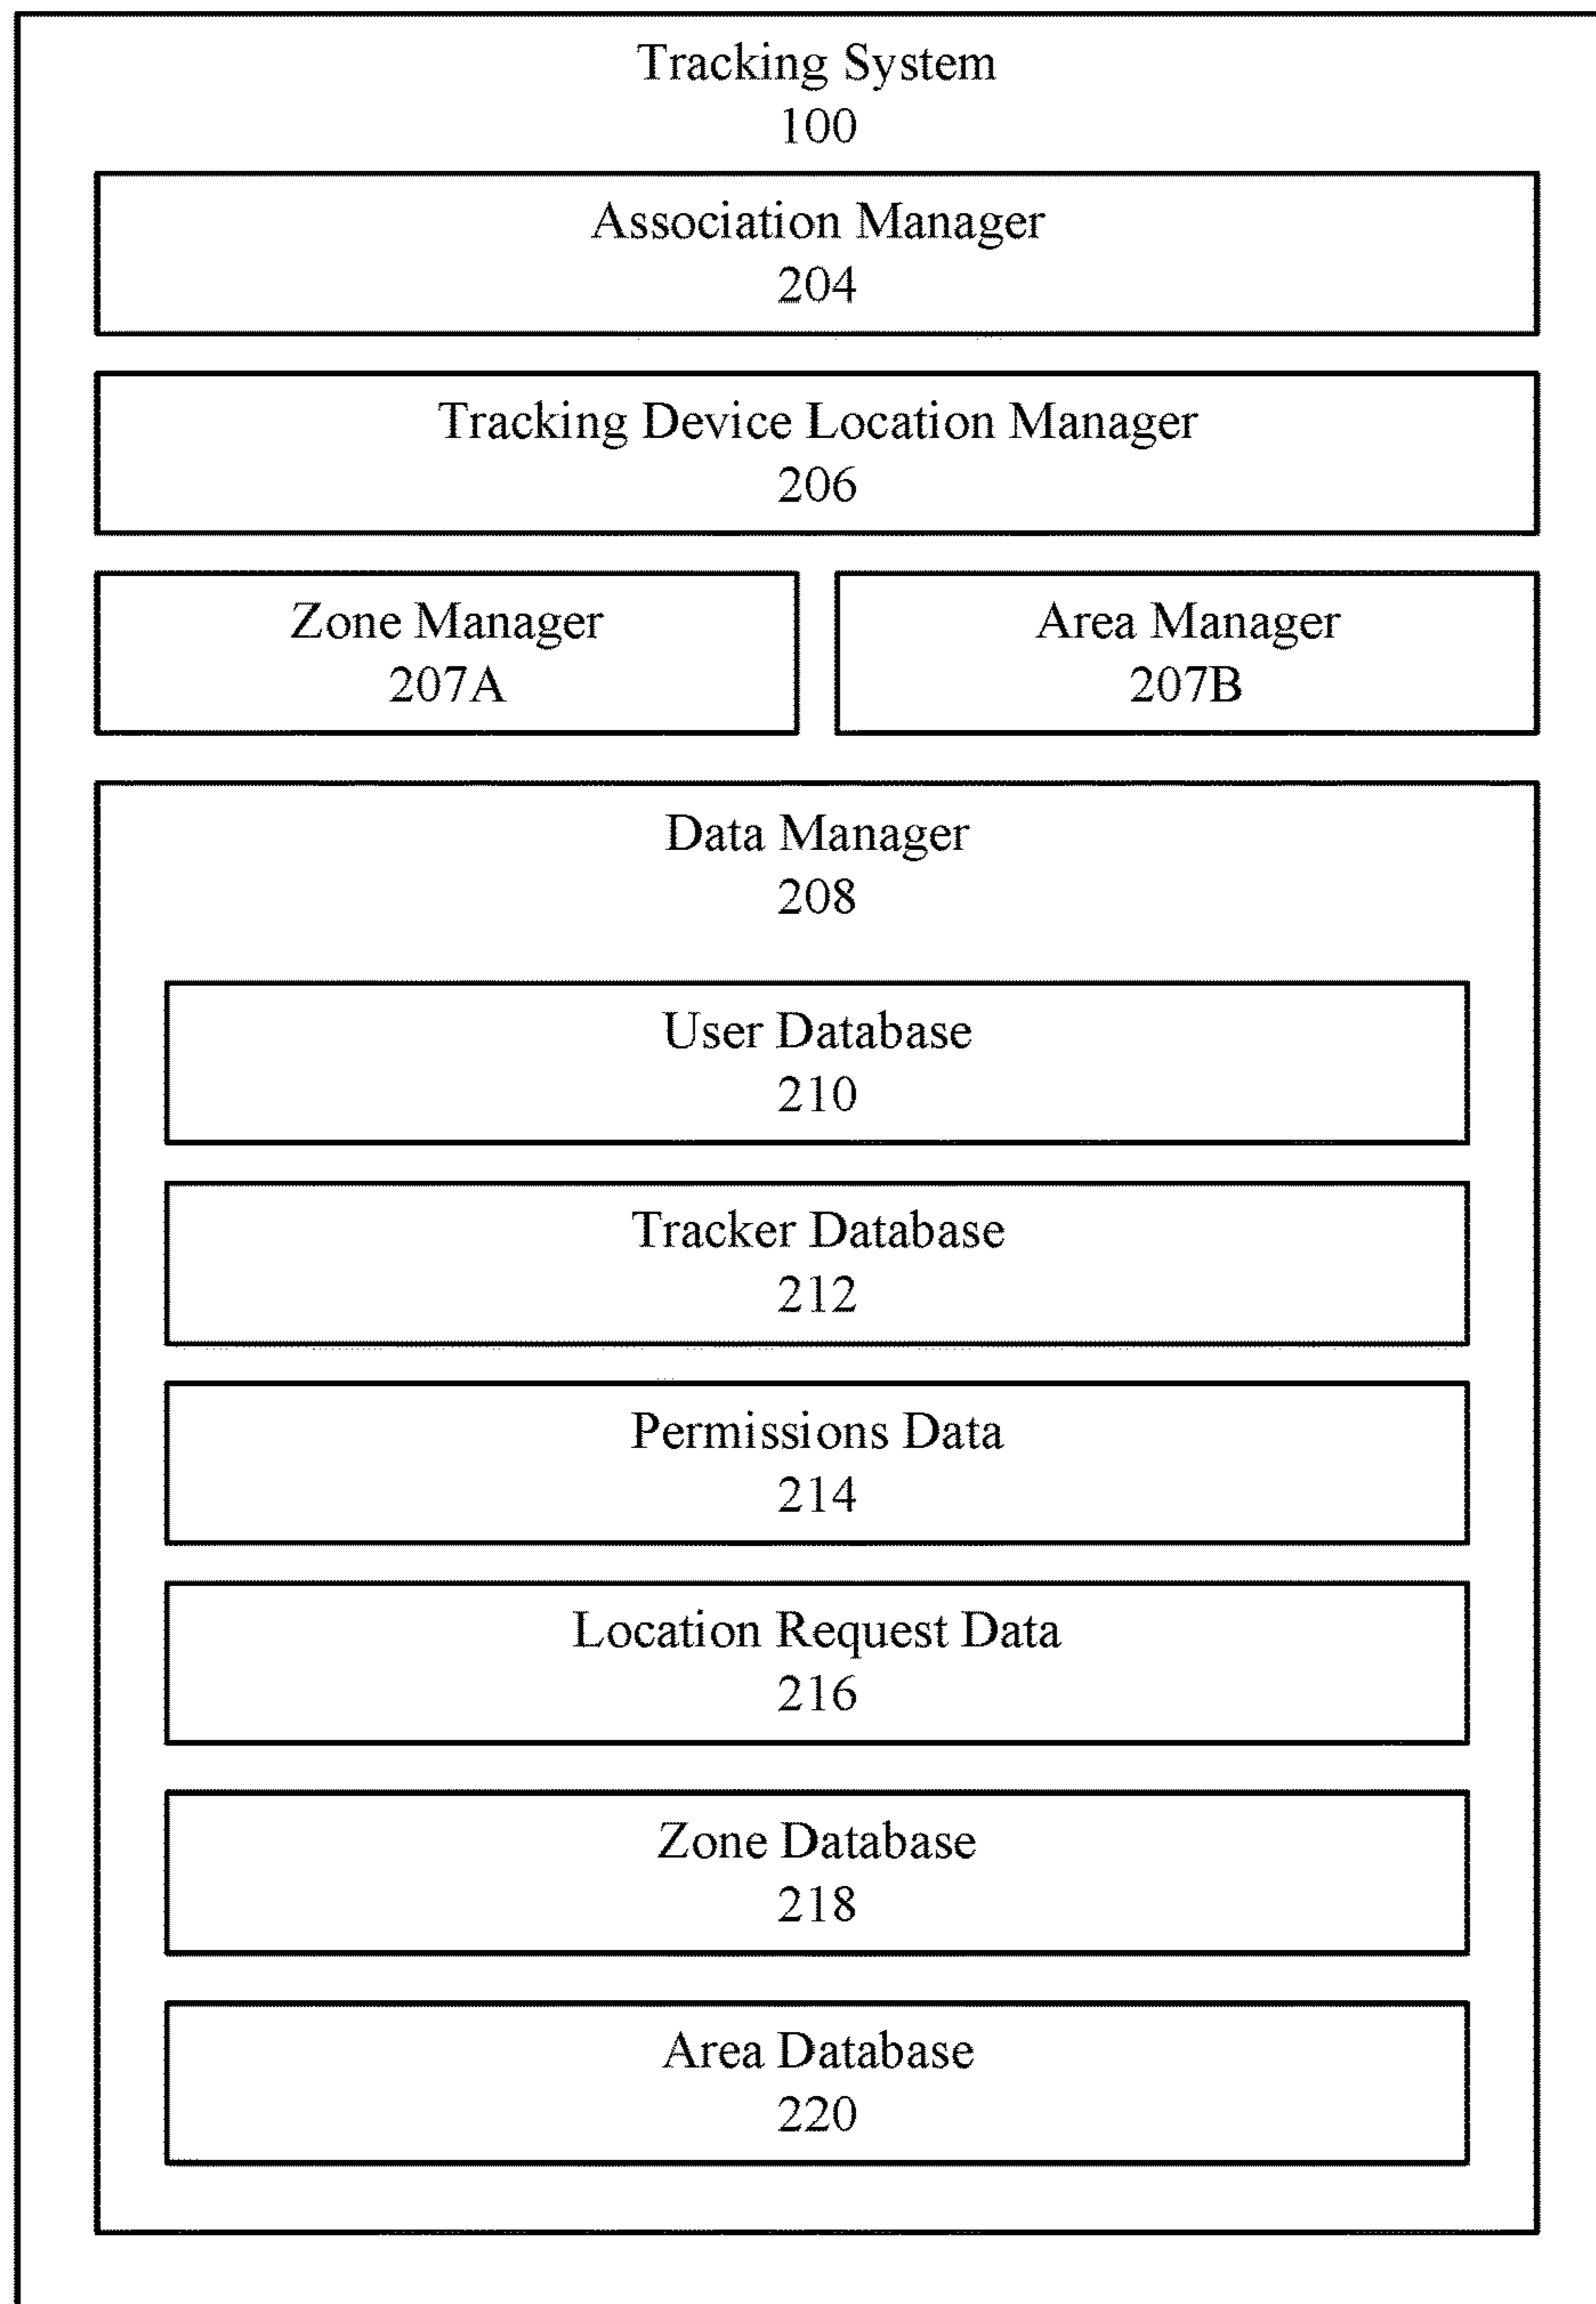 Tracking System
100
Association Manager
204
Tracking Device Location Manager
206
Zone Manager
207A
Area Manager
207B
Data Manager
208
User Database
210
Tracker Database
212
Permissions Data
214
Location Request Data
216
Zone Database
218
Area Database
220